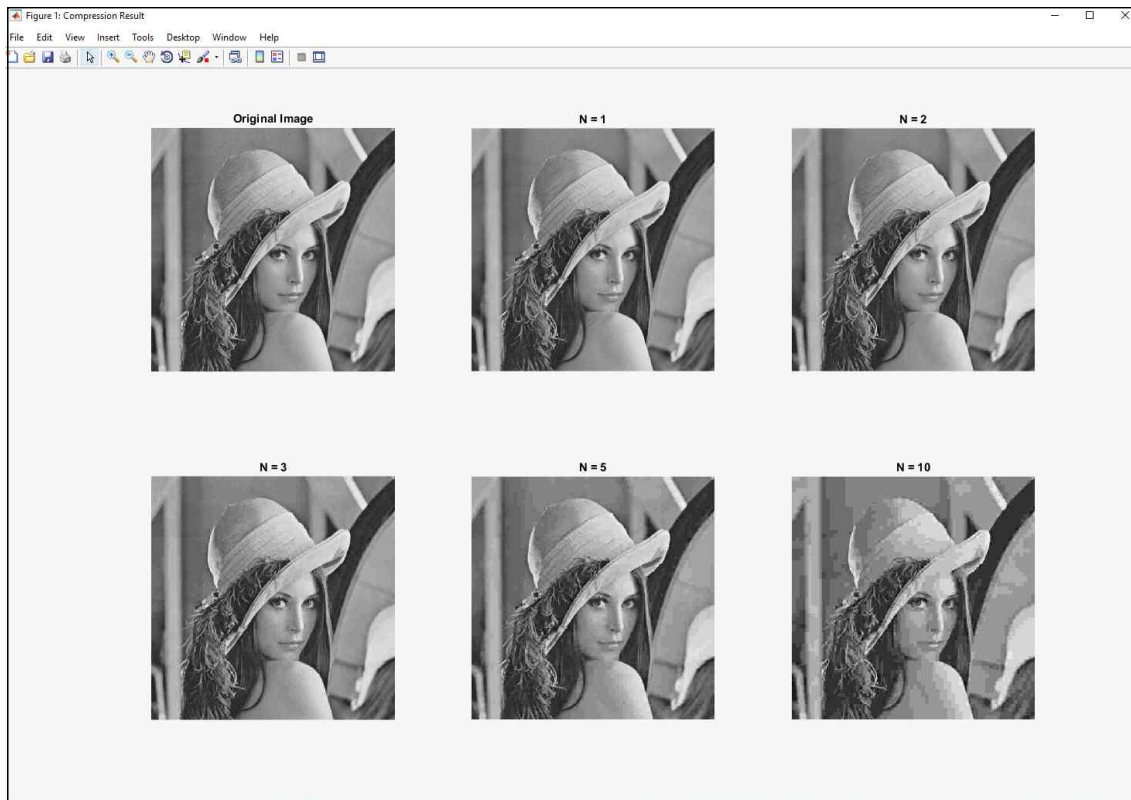 Figure 1: Compression Result
File Edit View Insert Tools Desktop Window Help
Original Image
N = 1
N = 2
N = 3
N = 5
N = 10